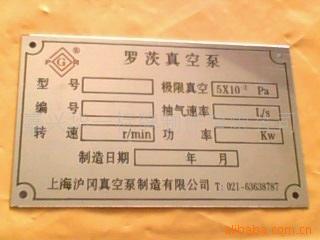 罗茨真空泵
型号 极限真空 5X10⁻² Pa
编号 抽气速率 L/s
转速 r/min 功率 Kw
制造日期 年 月
上海沪冈真空泵制造有限公司 T: 021-63638787
alibaba.com.cn